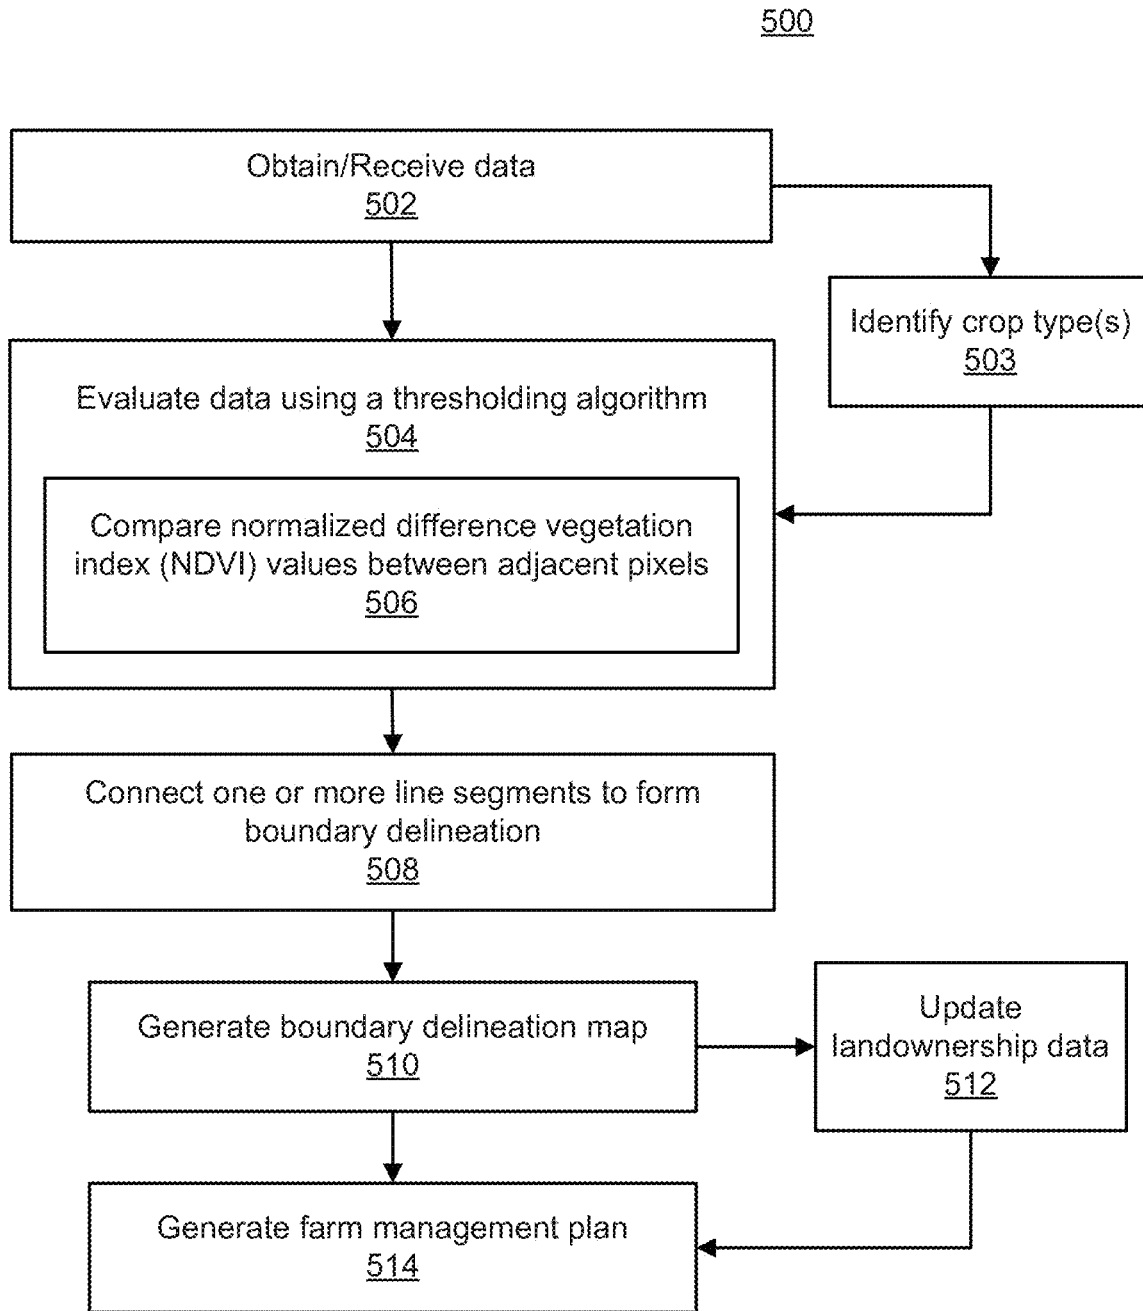 500
Obtain/Receive data
502
Identify crop type(s)
503
Evaluate data using a thresholding algorithm
504
Compare normalized difference vegetation
index (NDVI) values between adjacent pixels
506
Connect one or more line segments to form
boundary delineation
508
Generate boundary delineation map
510
Update
landownership data
512
Generate farm management plan
514